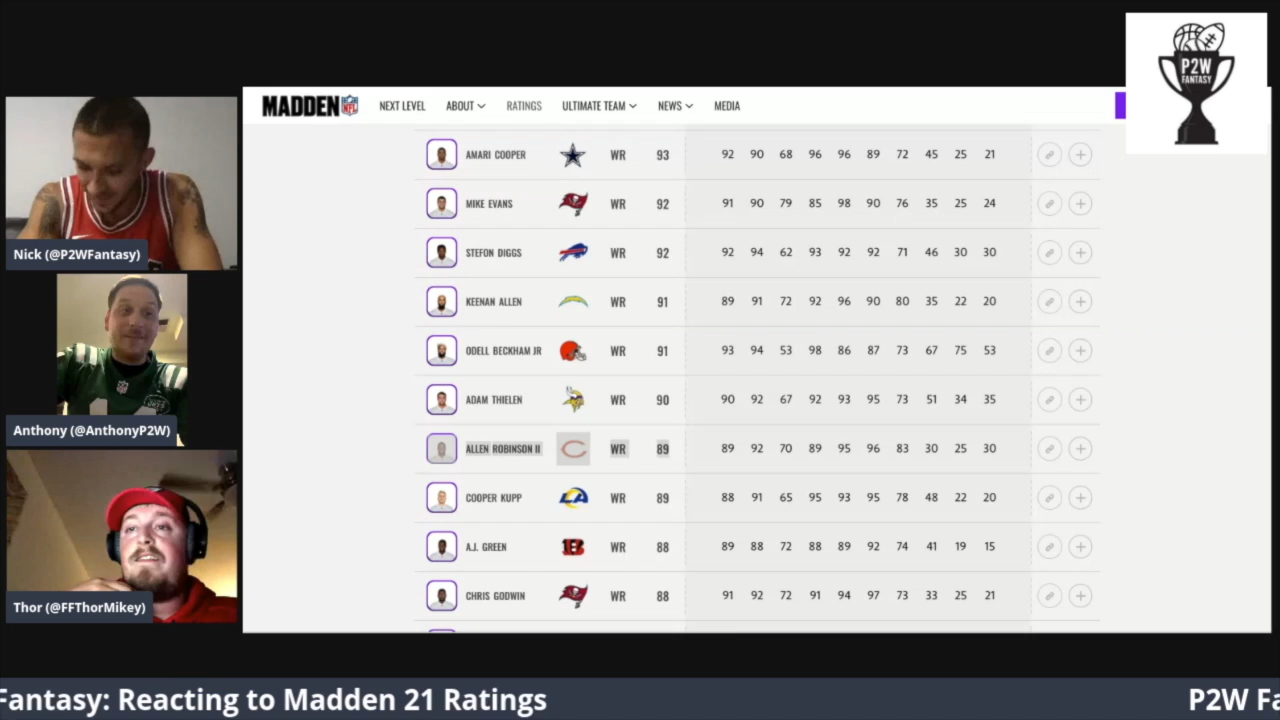 P2W
FANTASY
MADDEN NFL NEXT LEVEL ABOUT RATINGS ULTIMATE TEAM NEWS MEDIA
AMARI COOPER WR 93 92 90 68 96 96 89 72 45 25 21
MIKE EVANS WR 92 91 90 79 85 98 90 76 35 25 24
STEFON DIGGS WR 92 92 94 62 93 92 92 71 46 30 30
KEENAN ALLEN WR 91 89 91 72 92 96 90 80 35 22 20
ODELL BECKHAM JR WR 91 93 94 53 98 86 87 73 67 75 53
ADAM THIELEN WR 90 90 92 67 92 93 95 73 51 34 35
ALLEN ROBINSON II WR 89 89 92 70 89 95 96 83 30 25 30
COOPER KUPP LA WR 89 88 91 65 95 93 95 78 48 22 20
A.J. GREEN B WR 88 89 88 72 88 89 92 74 41 19 15
CHRIS GODWIN WR 88 91 92 72 91 94 97 73 33 25 21
Nick (@P2WFantasy)
JETS
Anthony (@AnthonyP2W)
Thor (@FFThorMikey)
Fantasy: Reacting to Madden 21 Ratings P2W Fa